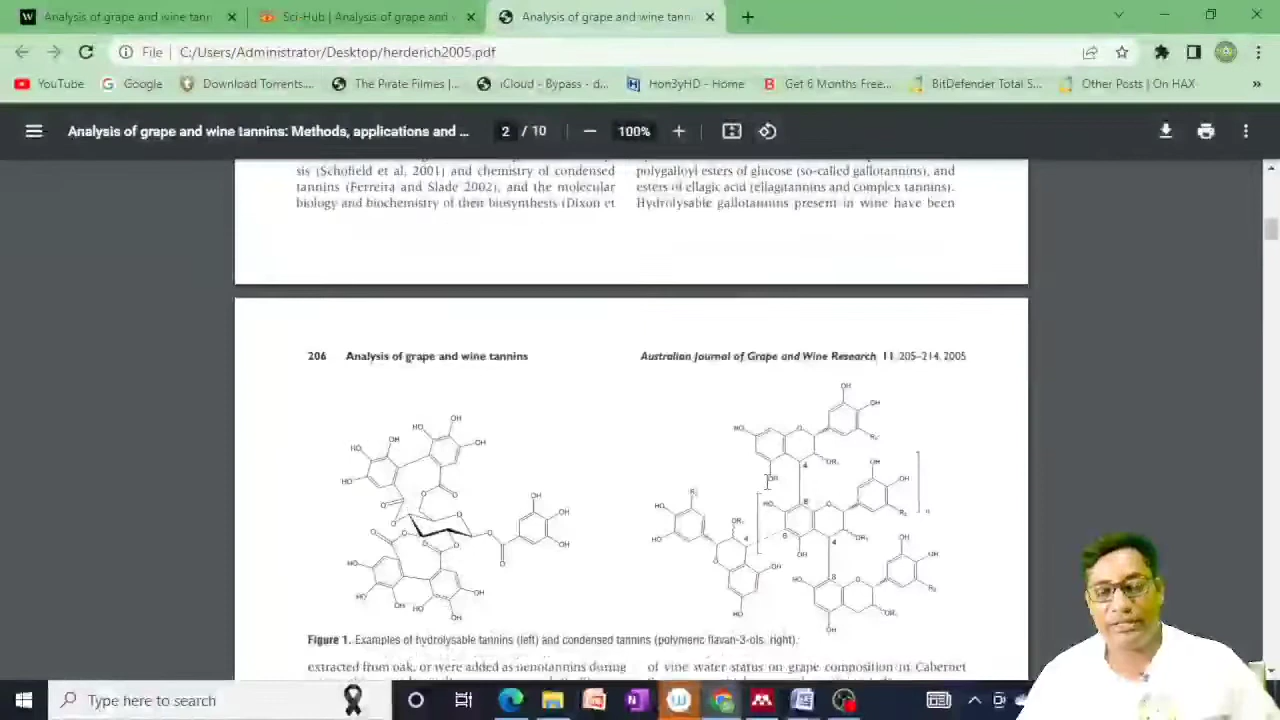 Analysis of grape and wine tann
Sci-Hub | Analysis of grape and
Analysis of grape and wine tann
File | C:/Users/Administrator/Desktop/herderich2005.pdf
YouTube
Google
Download Torrents...
The Pirate Filmes |...
iCloud - Bypass - d...
Hon3yHD - Home
Get 6 Months Free...
BitDefender Total S...
Other Posts | On HAX
»
Analysis of grape and wine tannins: Methods, applications and ...
2 / 10
100%
sis (Schofield et al. 2001) and chemistry of condensed
tannins (Ferreira and Slade 2002), and the molecular
biology and biochemistry of their biosynthesis (Dixon et
polygalloyl esters of glucose (so-called gallotannins), and
esters of ellagic acid (ellagitannins and complex tannins).
Hydrolysable gallotannins present in wine have been
206 Analysis of grape and wine tannins
Australian Journal of Grape and Wine Research 11 205–214, 2005
Figure 1. Examples of hydrolysable tannins (left) and condensed tannins (polymeric flavan-3-ols, right).
extracted from oak, or were added as oenotannins during
of vine water status on grape composition in Cabernet
Type here to search